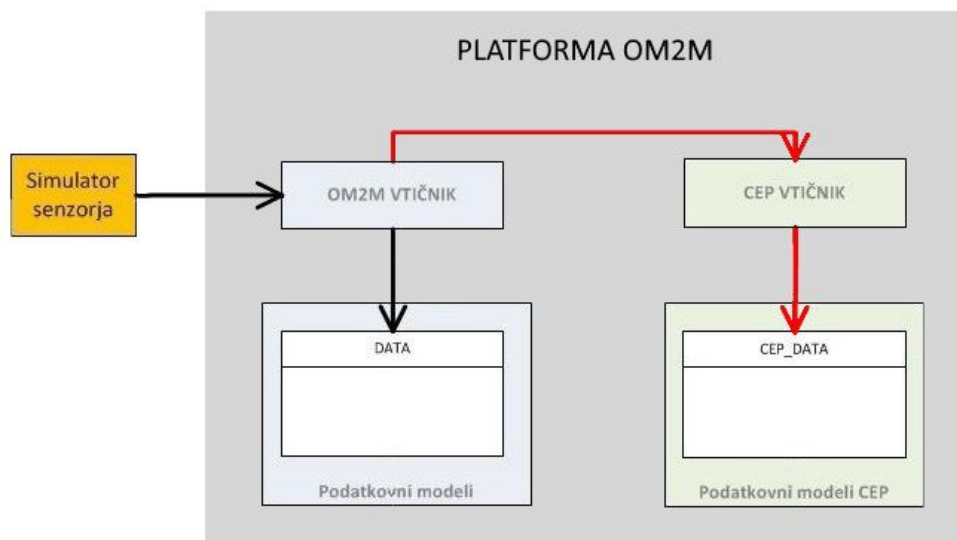 PLATFORMA OM2M
Simulator
senzorja
OM2M VTIČNIK
CEP VTIČNIK
DATA
CEP_DATA
Podatkovni modeli
Podatkovni modeli CEP